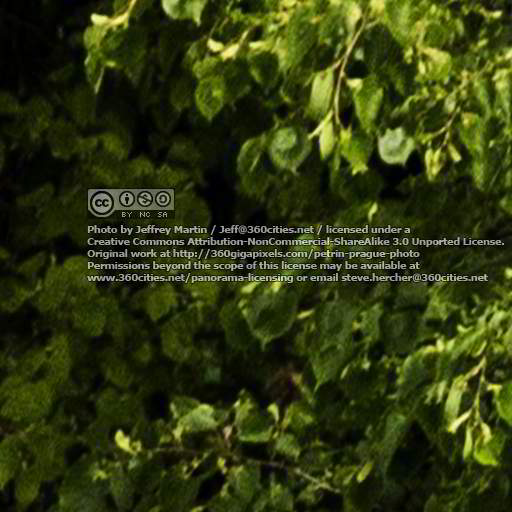 cc
BY NC SA
Photo by Jeffrey Martin / Jeff@360cities.net / licensed under a
Creative Commons Attribution-NonCommercial-ShareAlike 3.0 Unported License.
Original work at http://360gigapixels.com/petrin-prague-photo
Permissions beyond the scope of this license may be available at
www.360cities.net/panorama-licensing or email steve.hercher@360cities.net